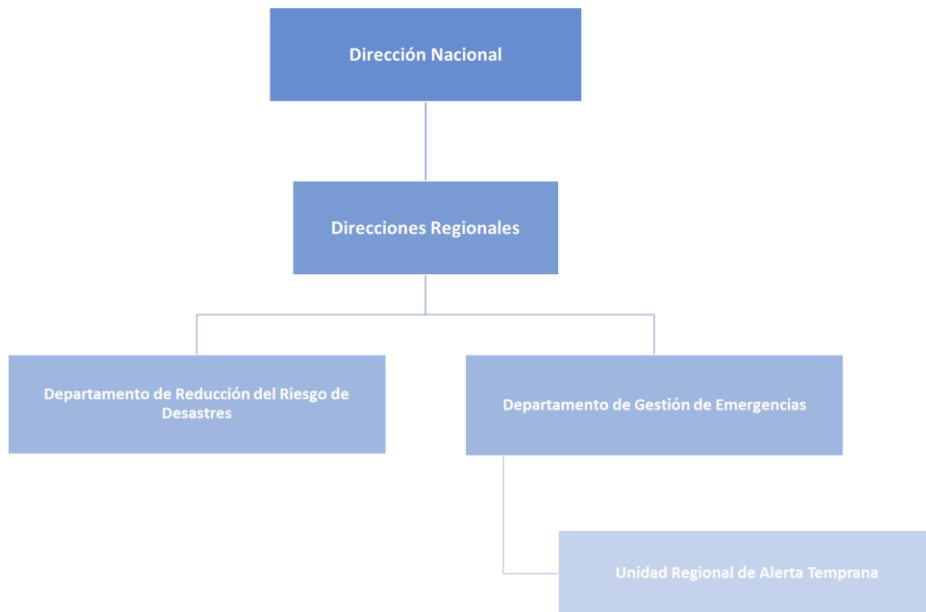 Dirección Nacional
Direcciones Regionales
Departamento de Reducción del Riesgo de
Desastres
Departamento de Gestión de Emergencias
Unidad Regional de Alerta Temprana